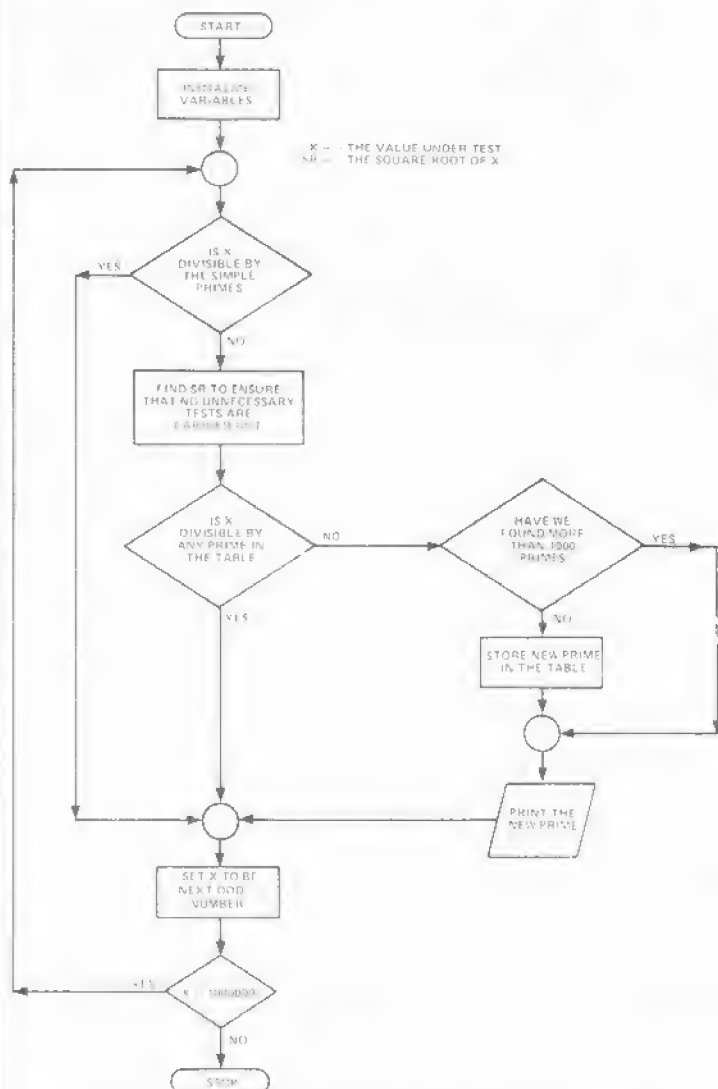 START
INITIALIZE
VARIABLES
X = THE VALUE UNDER TEST
SR = THE SQUARE ROOT OF X
IS X
DIVISIBLE BY
THE SIMPLE
PRIMES
YES
NO
FIND SR TO ENSURE
THAT NO UNNECESSARY
TESTS ARE
CARRIED OUT
IS X
DIVISIBLE BY
ANY PRIME IN
THE TABLE
NO
YES
HAVE WE
FOUND MORE
THAN 1000
PRIMES
YES
NO
STORE NEW PRIME
IN THE TABLE
PRINT THE
NEW PRIME
SET X TO BE
NEXT ODD
NUMBER
YES
X
NO
STOP